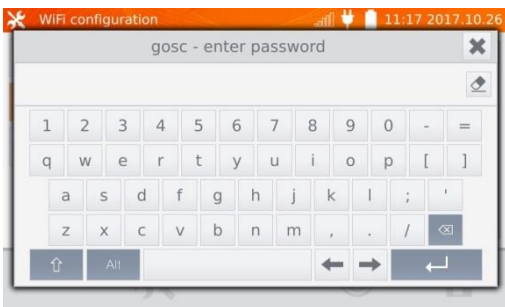 WiFi configuration 11:17 2017.10.26
gosc - enter password
1 2 3 4 5 6 7 8 9 0 - =
q w e r t y u i o p [ ]
a s d f g h j k l ; '
z x c v b n m , . /
Alt